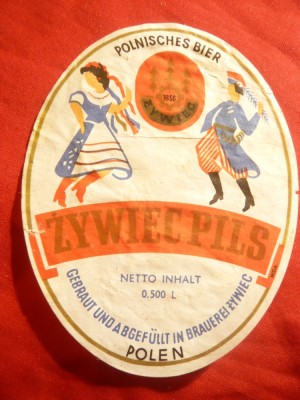 POLNISCHES BIER
1856
ŻYWIEC
ŻYWIEC PILS
NETTO INHALT
0,500 L
GEBRAUT UND ABGEFÜLLT IN BRAUEREI ŻYWIEC
POLEN